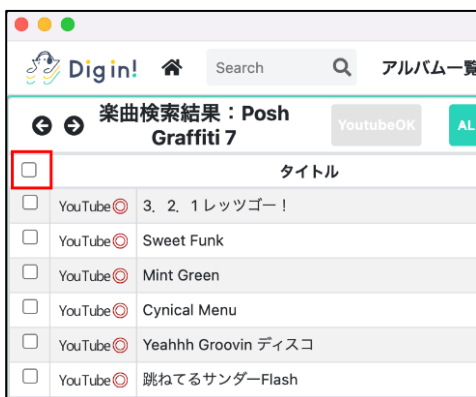 Dig in!
Search
アルバム一覧
楽曲検索結果：Posh
Graffiti 7
YoutubeOK
AL
タイトル
YouTube◎ 3．2．1レッツゴー！
YouTube◎ Sweet Funk
YouTube◎ Mint Green
YouTube◎ Cynical Menu
YouTube◎ Yeahhh Groovin ディスコ
YouTube◎ 跳ねてるサンダーFlash